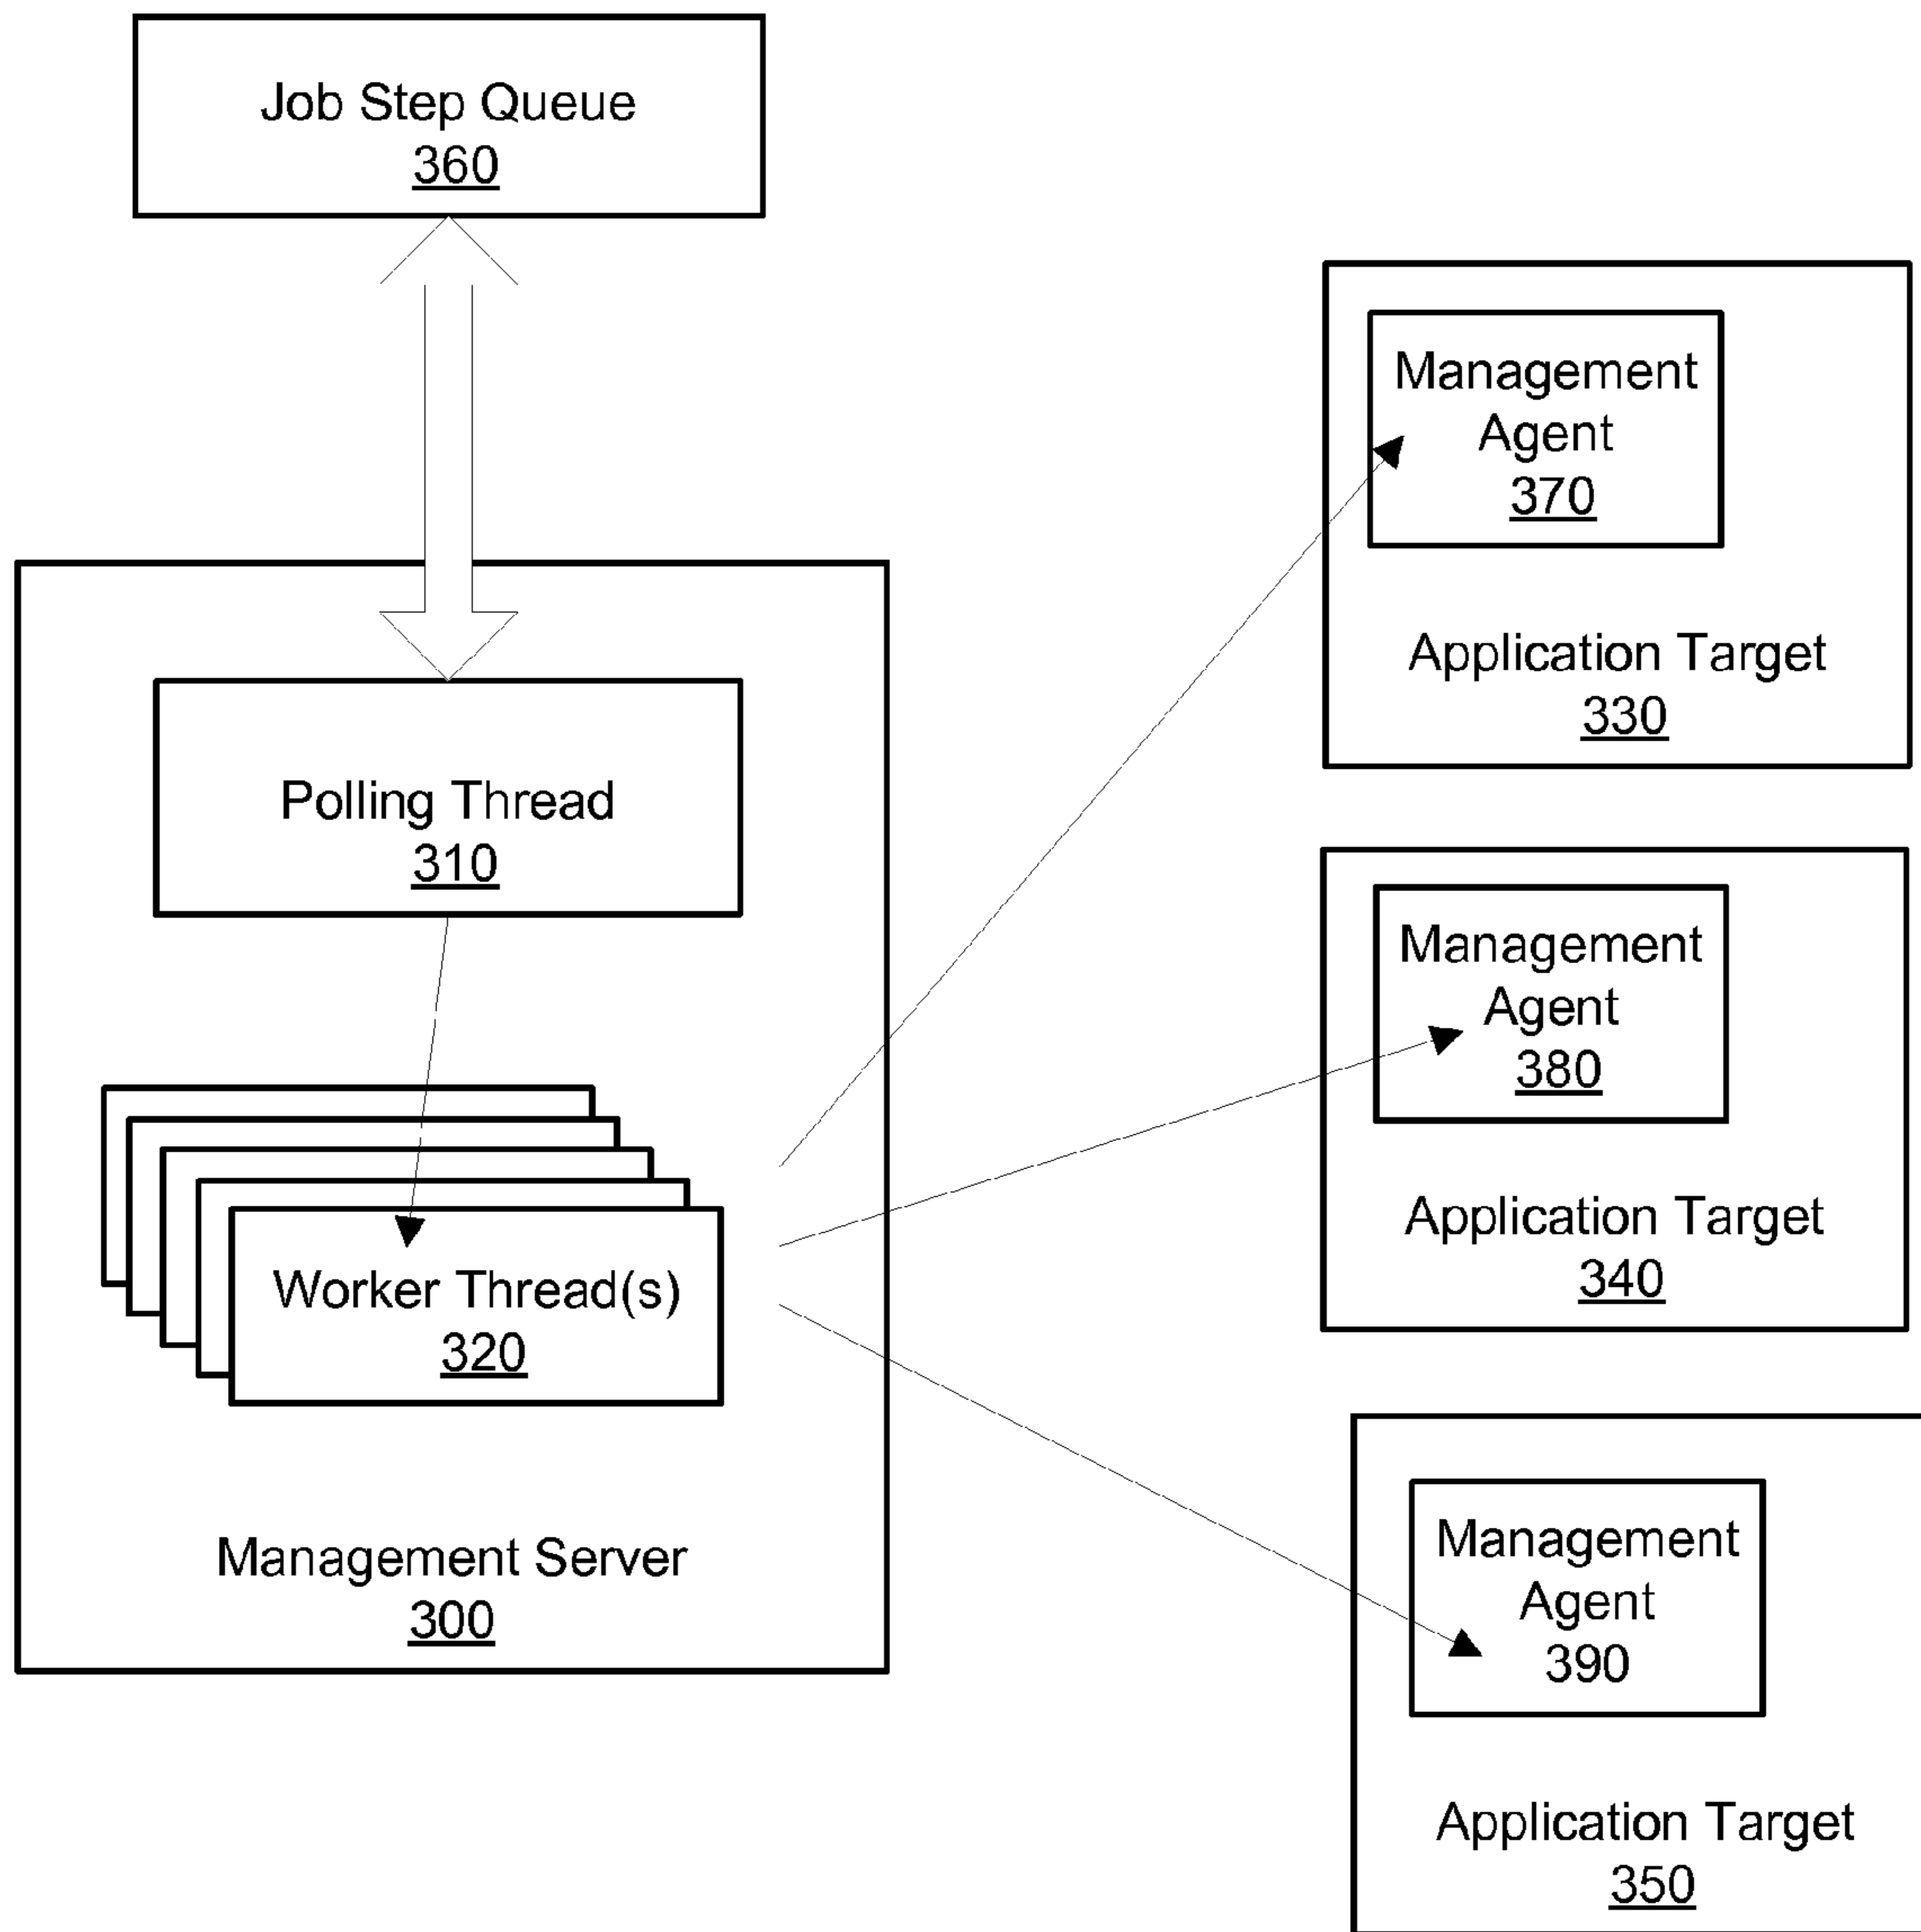 Job Step Queue
360
Polling Thread
310
Worker Thread(s)
320
Management Server
300
Management
Agent
370
Application Target
330
Management
Agent
380
Application Target
340
Management
Agent
390
Application Target
350